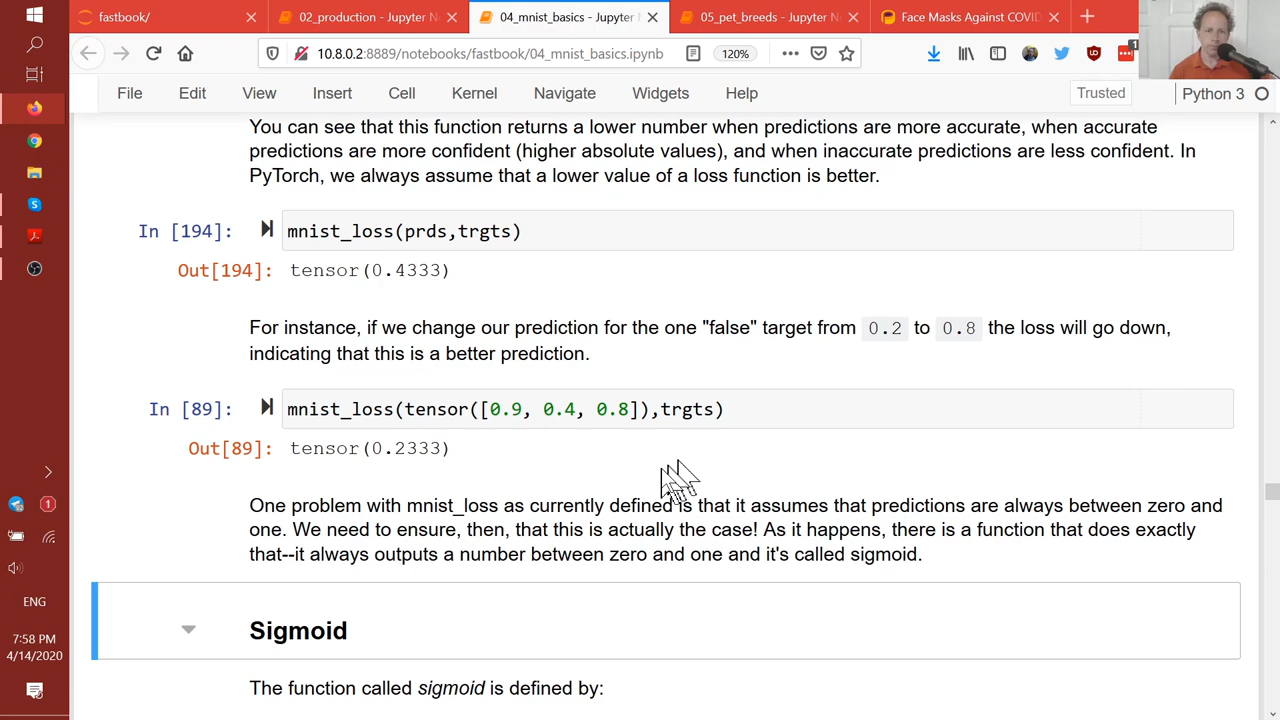 fastbook/
02_production - Jupyter N
04_mnist_basics - Jupyter
05_pet_breeds - Jupyter N
Face Masks Against COVID
10.8.0.2:8889/notebooks/fastbook/04_mnist_basics.ipynb
120%
1
File Edit View Insert Cell Kernel Navigate Widgets Help
Trusted
Python 3
You can see that this function returns a lower number when predictions are more accurate, when accurate
predictions are more confident (higher absolute values), and when inaccurate predictions are less confident. In
PyTorch, we always assume that a lower value of a loss function is better.
In [194]: mnist_loss(prds,trgts)
Out[194]: tensor(0.4333)
For instance, if we change our prediction for the one "false" target from 0.2 to 0.8 the loss will go down,
indicating that this is a better prediction.
In [89]: mnist_loss(tensor([0.9, 0.4, 0.8]),trgts)
Out[89]: tensor(0.2333)
One problem with mnist_loss as currently defined is that it assumes that predictions are always between zero and
one. We need to ensure, then, that this is actually the case! As it happens, there is a function that does exactly
that--it always outputs a number between zero and one and it's called sigmoid.
Sigmoid
The function called sigmoid is defined by:
1
ENG
7:58 PM
4/14/2020